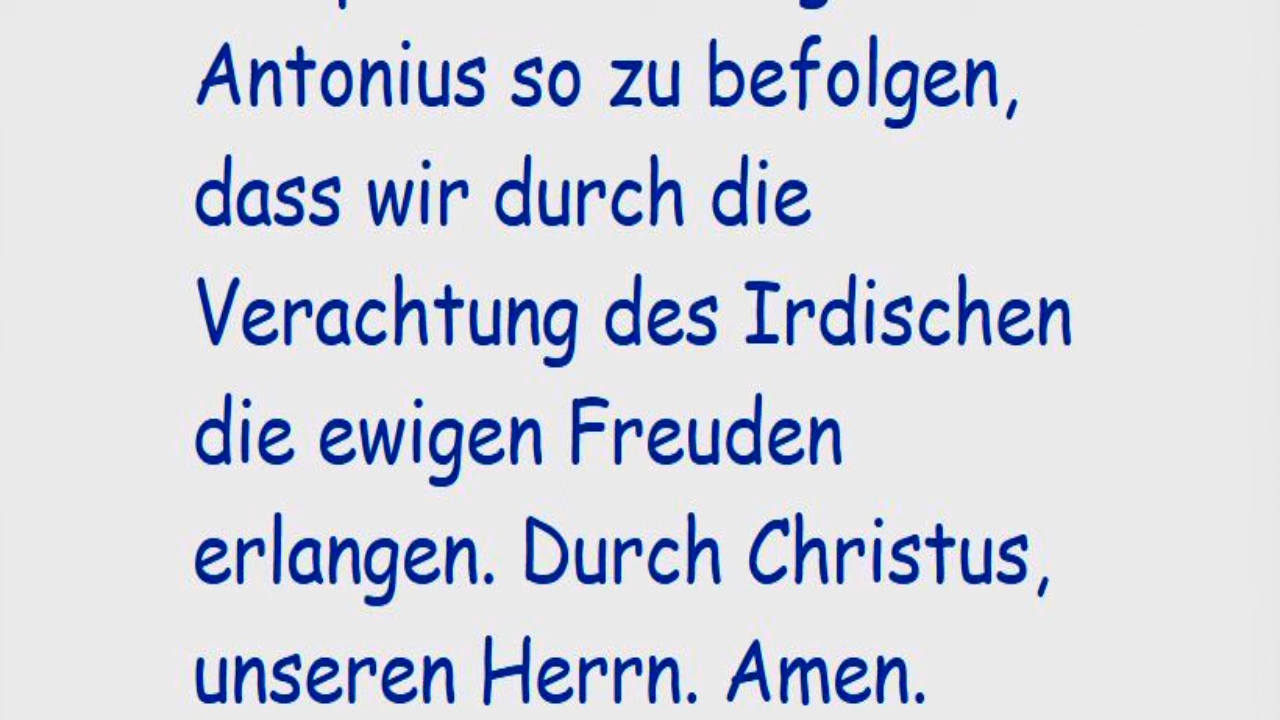 Antonius so zu befolgen,
dass wir durch die
Verachtung des Irdischen
die ewigen Freuden
erlangen. Durch Christus,
unseren Herrn. Amen.